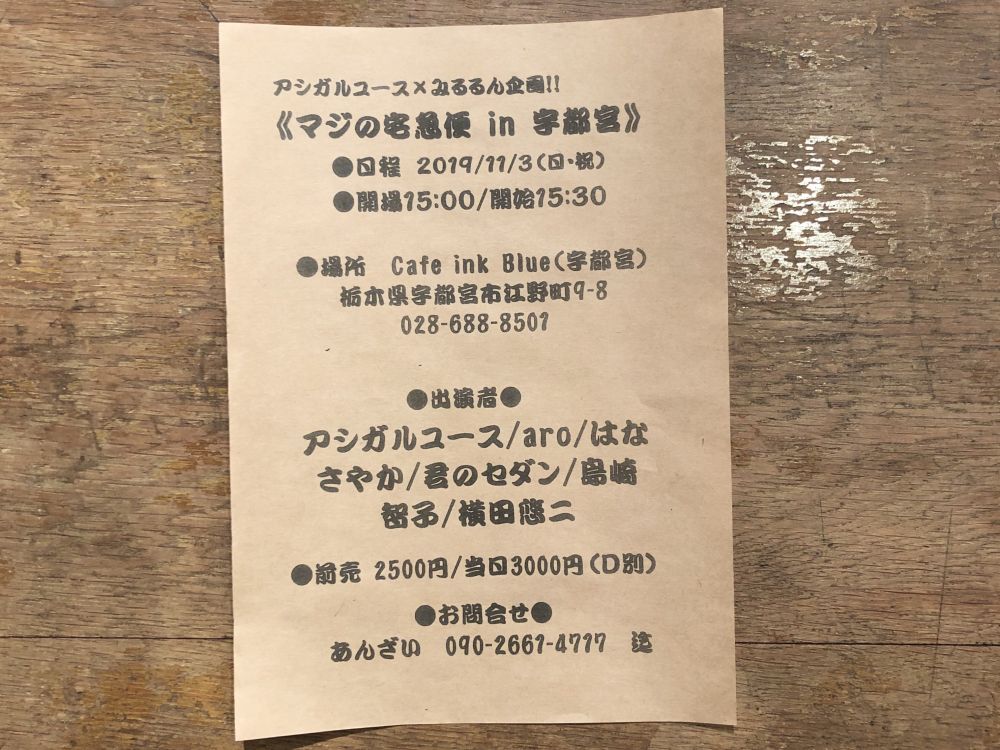 アシガルユース×みるるん企画!!
《マジの宅急便 in 宇都宮》
●日程 2019/11/3(日・祝)
●開場15:00/開始15:30
●場所 Cafe ink Blue(宇都宮)
栃木県宇都宮市江野町9-8
028-688-8501
●出演者●
アシガルユース/aro/はな
さやか/君のセダン/島崎
智子/横田悠二
●前売 2500円/当日3000円(D別)
●お問合せ●
あんざい 090-2661-4717 迄